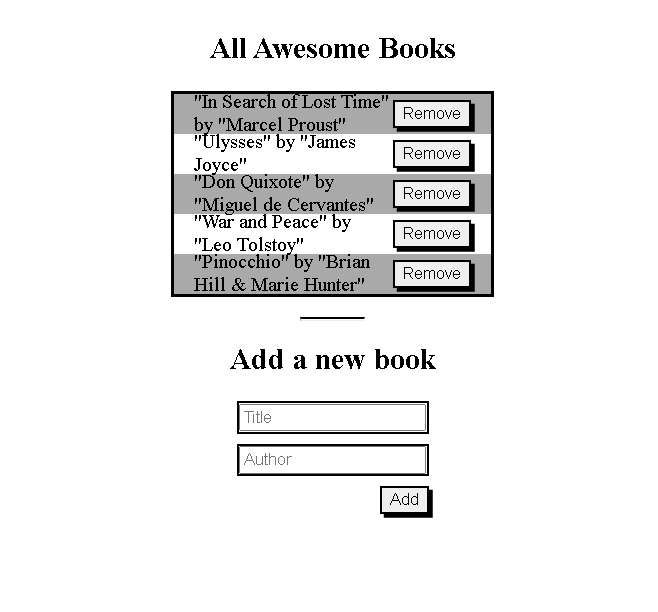 All Awesome Books
"In Search of Lost Time"
by "Marcel Proust"
Remove
"Ulysses" by "James
Joyce"
Remove
"Don Quixote" by
"Miguel de Cervantes"
Remove
"War and Peace" by
"Leo Tolstoy"
Remove
"Pinocchio" by "Brian
Hill & Marie Hunter"
Remove
Add a new book
Title
Author
Add